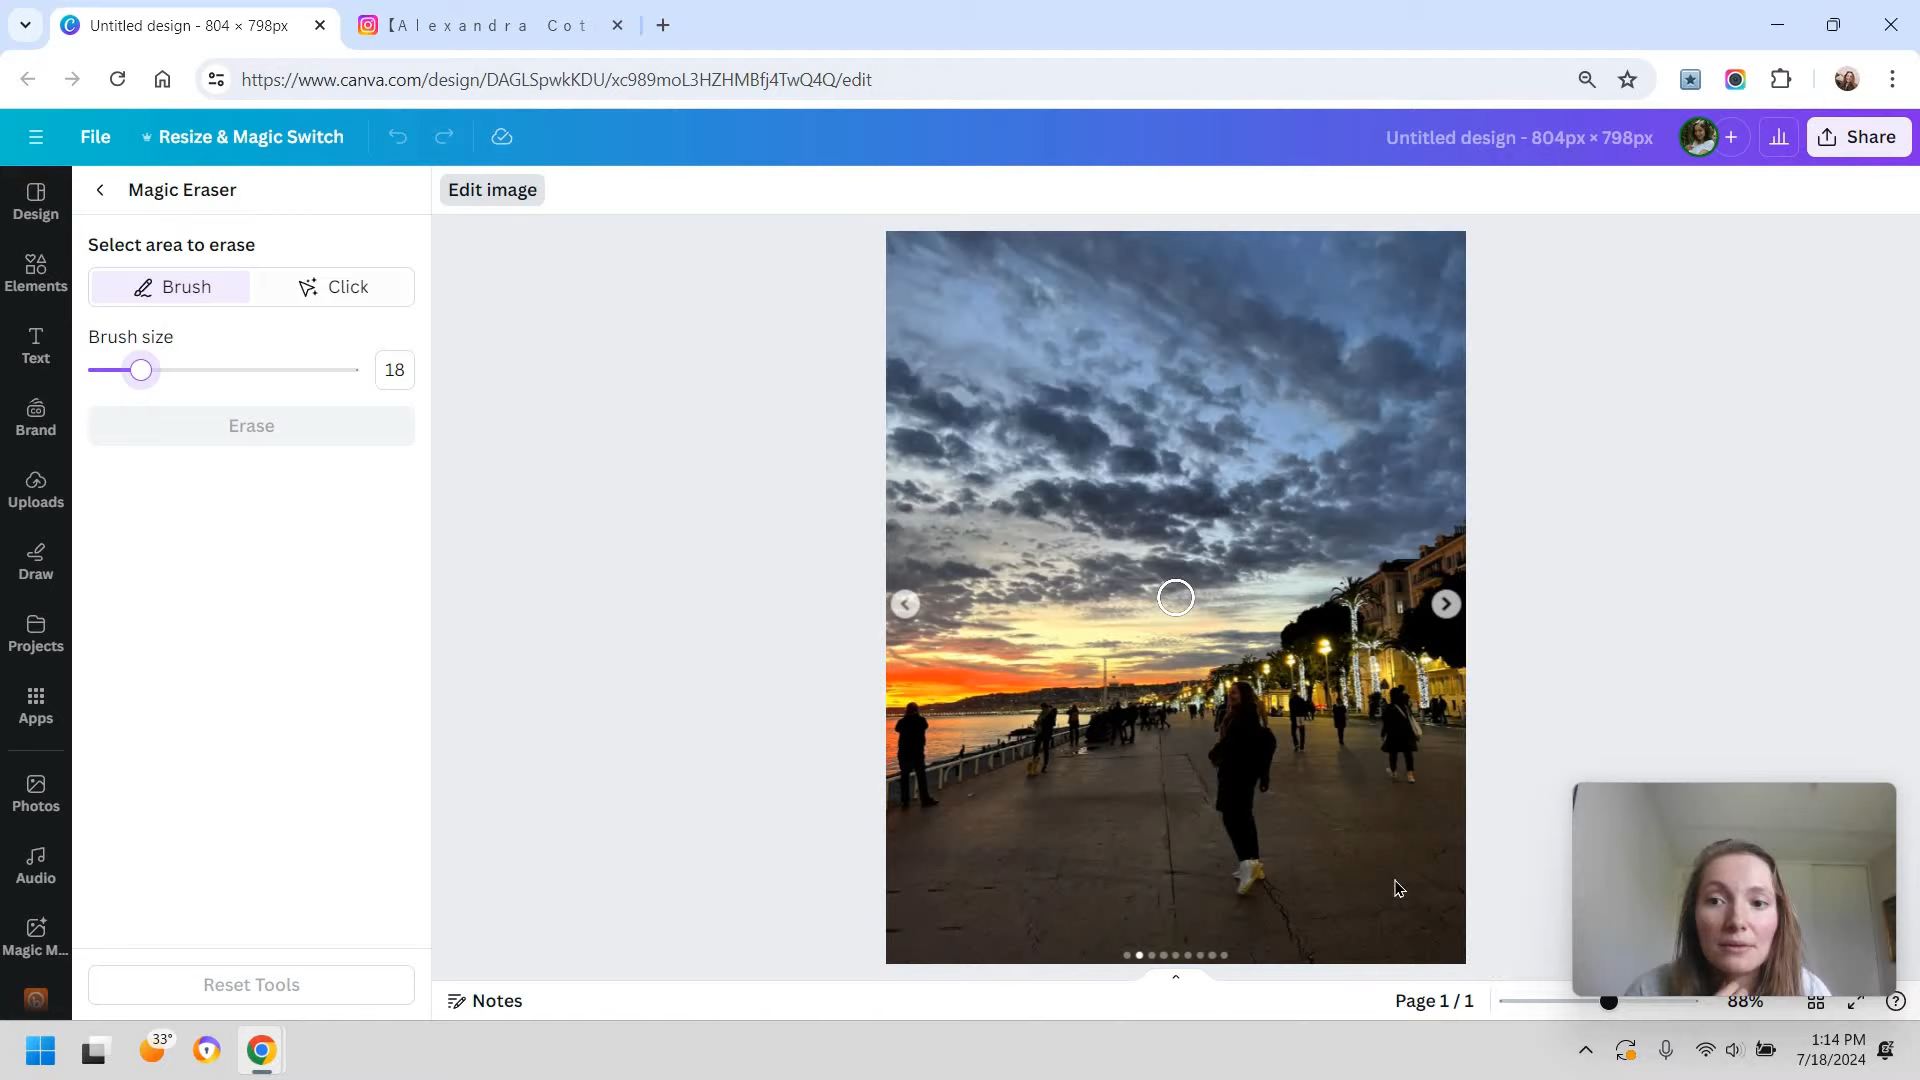 Untitled design - 804 × 798px
【A l e x a n d r a C o t
https://www.canva.com/design/DAGLSpwkKDU/xc989moL3HZHMBfj4TwQ4Q/edit
File
Resize & Magic Switch
Untitled design - 804px × 798px
Share
Design
Elements
Text
Brand
Uploads
Draw
Projects
Apps
Photos
Audio
Magic M...
Magic Eraser
Edit image
Select area to erase
Brush
Click
Brush size
18
Erase
Reset Tools
Notes
Page 1 / 1
88%
33°
1:14 PM
7/18/2024